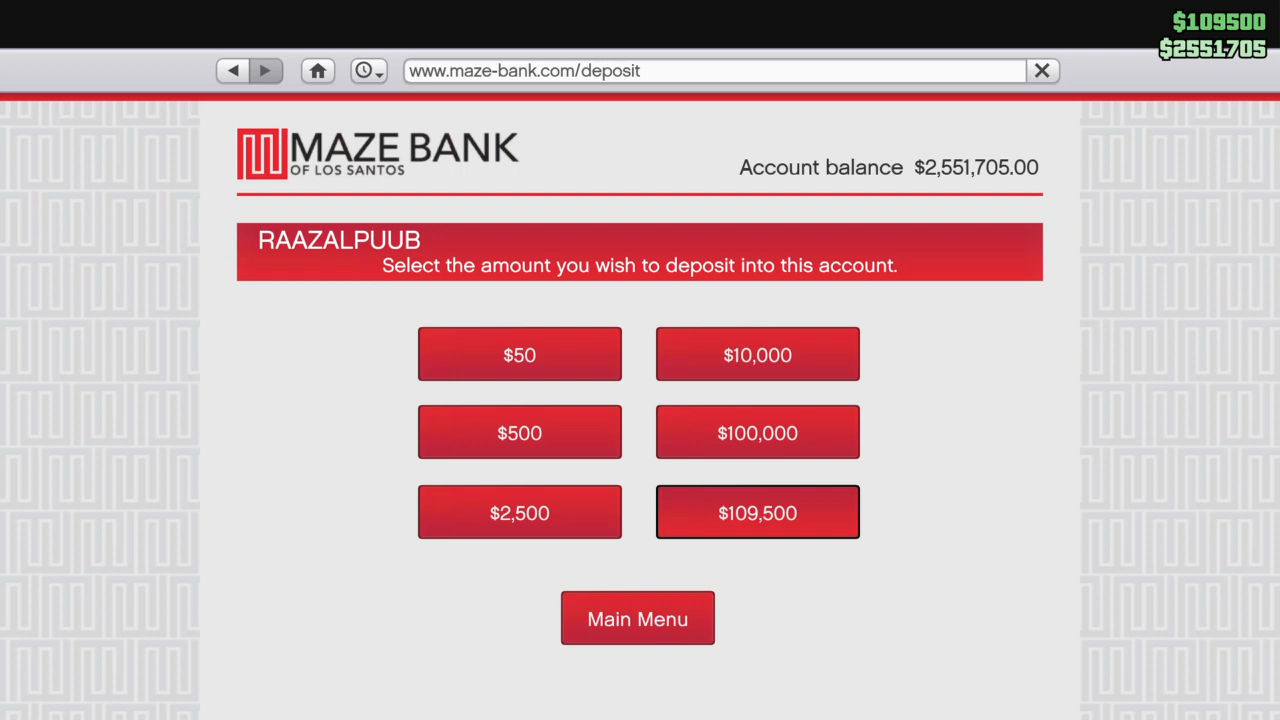 $109500
$2551705
www.maze-bank.com/deposit
MAZE BANK
OF LOS SANTOS
Account balance $2,551,705.00
RAAZALPUUB
Select the amount you wish to deposit into this account.
$50
$10,000
$500
$100,000
$2,500
$109,500
Main Menu